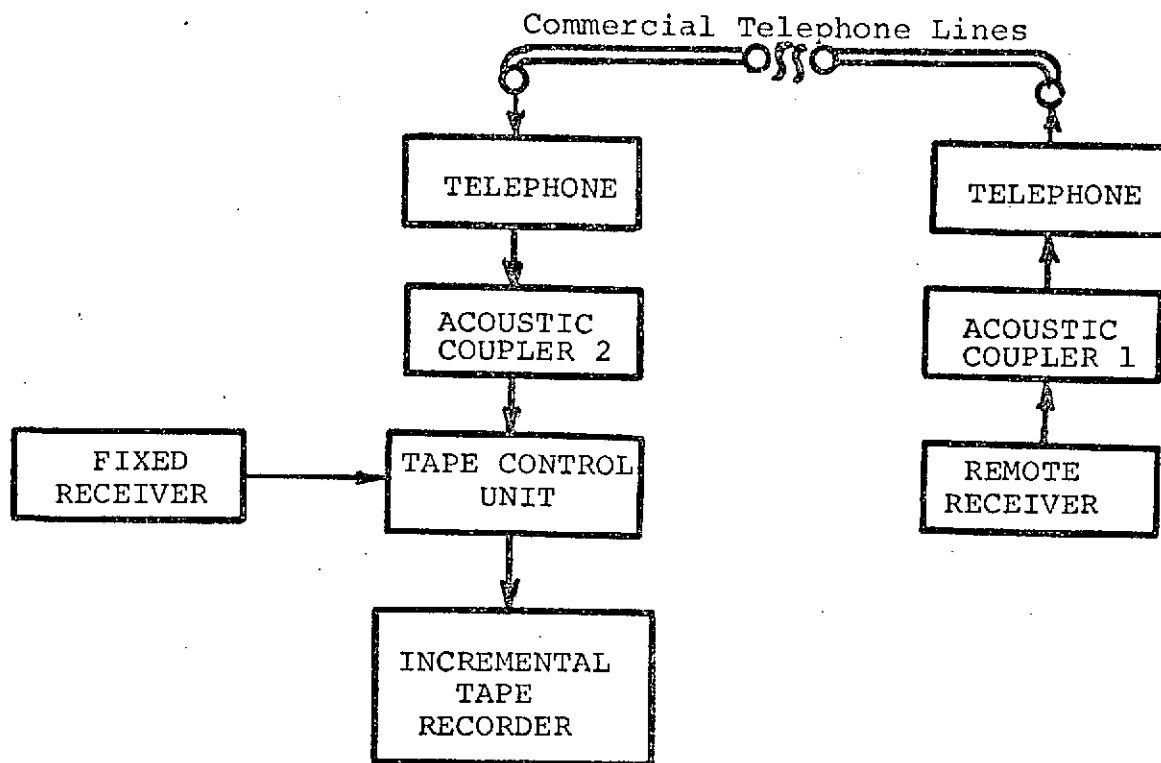 Commercial Telephone Lines
TELEPHONE
TELEPHONE
ACOUSTIC
COUPLER 2
ACOUSTIC
COUPLER 1
FIXED
RECEIVER
TAPE CONTROL
UNIT
REMOTE
RECEIVER
INCREMENTAL
TAPE
RECORDER